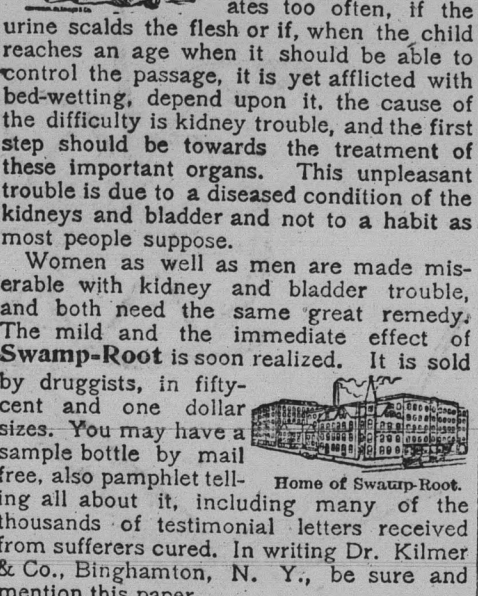 ates too often, if the
urine scalds the flesh or if, when the child
reaches an age when it should be able to
control the passage, it is yet afflicted with
bed-wetting, depend upon it, the cause of
the difficulty is kidney trouble, and the first
step should be towards the treatment of
these important organs. This unpleasant
trouble is due to a diseased condition of the
kidneys and bladder and not to a habit as
most people suppose.
Women as well as men are made mis-
erable with kidney and bladder trouble,
and both need the same great remedy.
The mild and the immediate effect of
Swamp-Root is soon realized. It is sold
by druggists, in fifty-
cent and one dollar
sizes. You may have a
sample bottle by mail
free, also pamphlet tell-
Home of Swamp-Root.
ing all about it, including many of the
thousands of testimonial letters received
from sufferers cured. In writing Dr. Kilmer
& Co., Binghamton, N. Y., be sure and
mention this paper.